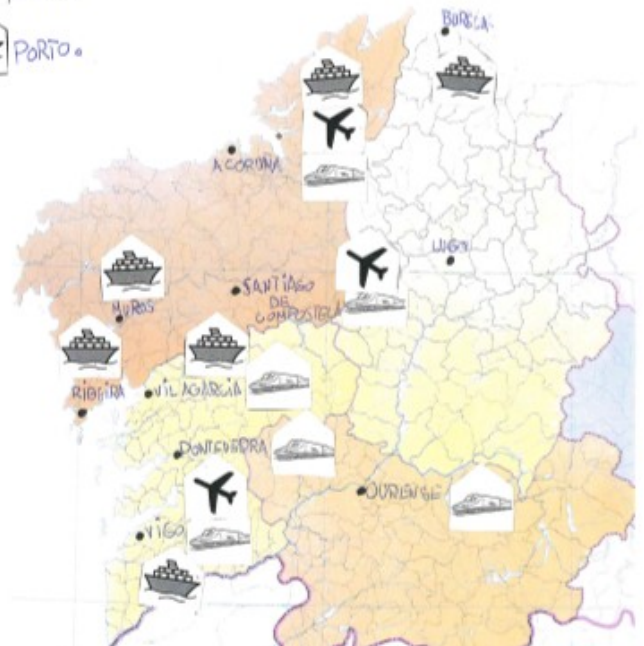 PORTO.
BURELA
A CORUÑA
LUGO
SANTIAGO
DE
COMPOSTELA
MUROS
RIBEIRA
VILAGARCIA
PONTEVEDRA
OURENSE
VIGO